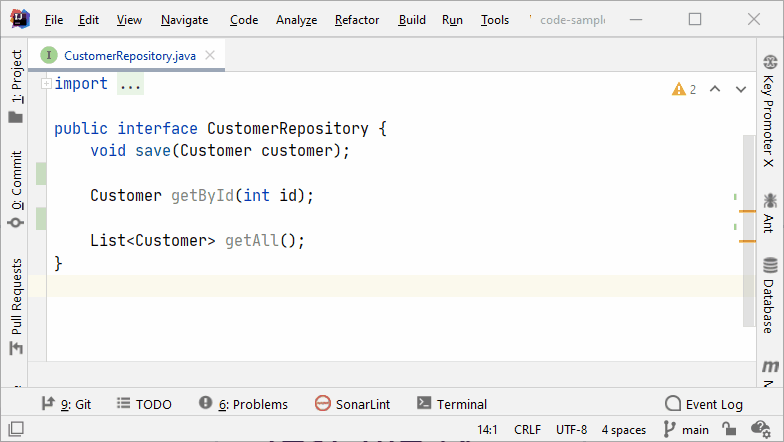 File Edit View Navigate Code Analyze Refactor Build Run Tools code-sample
CustomerRepository.java
1: Project
0: Commit
Pull Requests
import ...
public interface CustomerRepository {
void save(Customer customer);
Customer getById(int id);
List<Customer> getAll();
}
2
Key Promoter X
Ant
Database
9: Git TODO 6: Problems SonarLint Terminal Event Log
14:1 CRLF UTF-8 4 spaces main